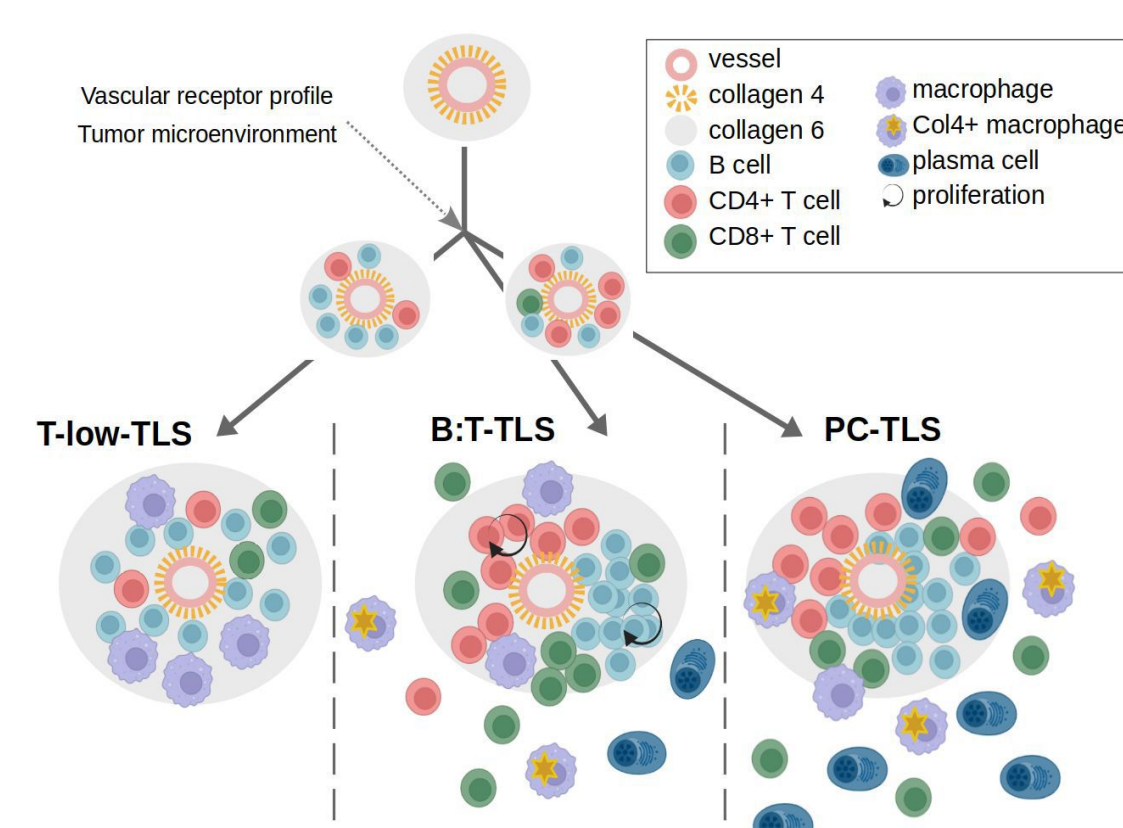 Vascular receptor profile
Tumor microenvironment
vessel
collagen 4
collagen 6
B cell
CD4+ T cell
CD8+ T cell
macrophage
Col4+ macrophage
plasma cell
proliferation
T-low-TLS
B:T-TLS
PC-TLS